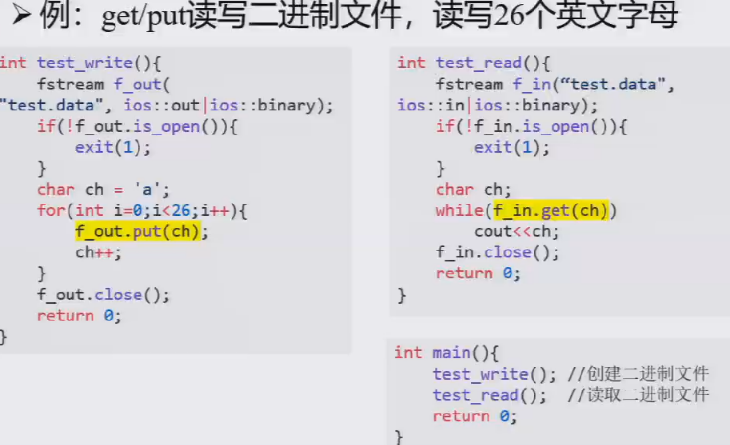 ➢ 例：get/put读写二进制文件，读写26个英文字母
int test_write(){
fstream f_out(
"test.data", ios::out|ios::binary);
if(!f_out.is_open()){
exit(1);
}
char ch = 'a';
for(int i=0;i<26;i++){
f_out.put(ch);
ch++;
}
f_out.close();
return 0;
}
int test_read(){
fstream f_in(“test.data",
ios::in|ios::binary);
if(!f_in.is_open()){
exit(1);
}
char ch;
while(f_in.get(ch))
cout<<ch;
f_in.close();
return 0;
}
int main(){
test_write(); //创建二进制文件
test_read(); //读取二进制文件
return 0;
}